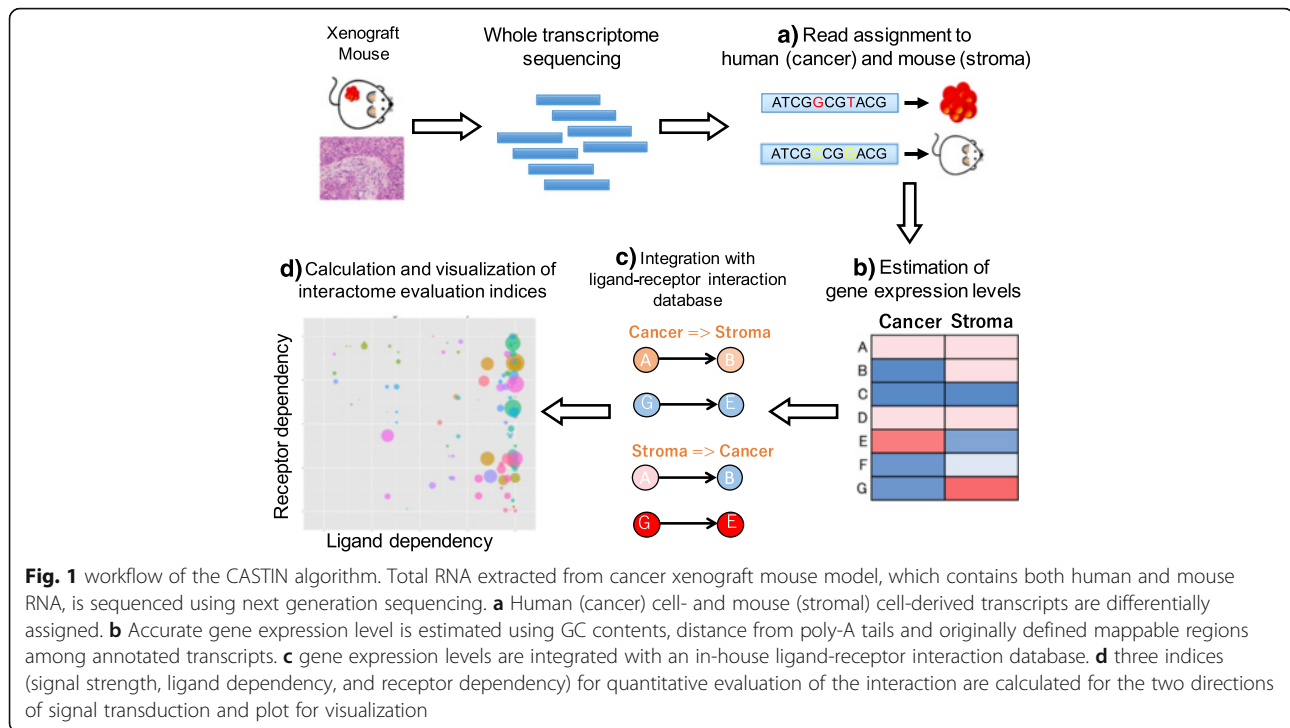 Xenograft
Mouse
Whole transcriptome
sequencing
a) Read assignment to
human (cancer) and mouse (stroma)
ATCGGCGTACG
ATCGCCGGACG
b) Estimation of
gene expression levels
Cancer Stroma
A
B
C
D
E
F
G
c) Integration with
ligand-receptor interaction
database
Cancer => Stroma
A B
G E
Stroma => Cancer
A B
G E
d) Calculation and visualization of
interactome evaluation indices
Receptor dependency
Ligand dependency
Fig. 1 workflow of the CASTIN algorithm. Total RNA extracted from cancer xenograft mouse model, which contains both human and mouse
RNA, is sequenced using next generation sequencing. a Human (cancer) cell- and mouse (stromal) cell-derived transcripts are differentially
assigned. b Accurate gene expression level is estimated using GC contents, distance from poly-A tails and originally defined mappable regions
among annotated transcripts. c gene expression levels are integrated with an in-house ligand-receptor interaction database. d three indices
(signal strength, ligand dependency, and receptor dependency) for quantitative evaluation of the interaction are calculated for the two directions
of signal transduction and plot for visualization